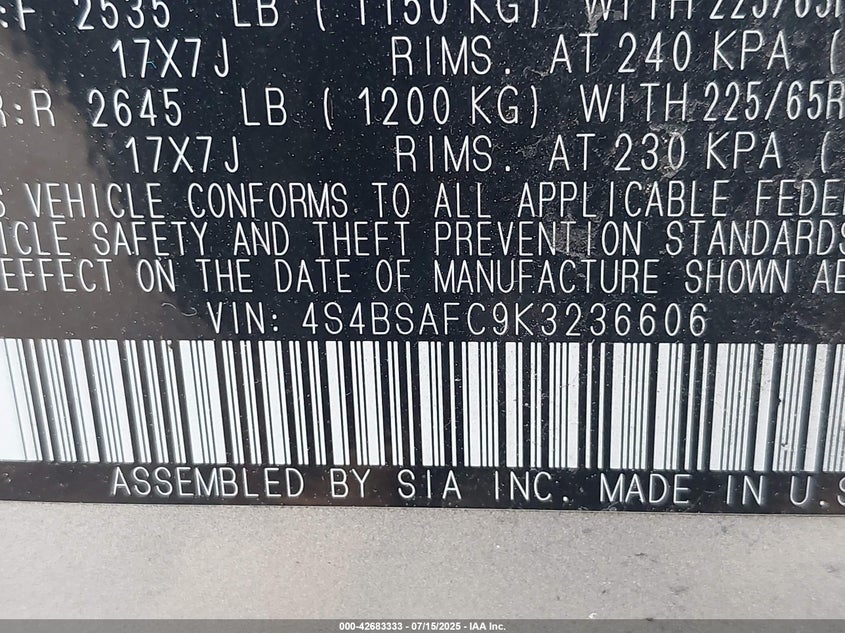 :F 2535 LB ( 1150 KG) WITH 225/65R
17X7J RIMS. AT 240 KPA (
R:R 2645 LB ( 1200 KG) WITH 225/65R
17X7J RIMS. AT 230 KPA (
S VEHICLE CONFORMS TO ALL APPLICABLE FEDE
ICLE SAFETY AND THEFT PREVENTION STANDARDS
EFFECT ON THE DATE OF MANUFACTURE SHOWN AB
VIN: 4S4BSAFC9K3236606
ASSEMBLED BY SIA INC. MADE IN U.S
000-42683333 - 07/15/2025 - IAA Inc.